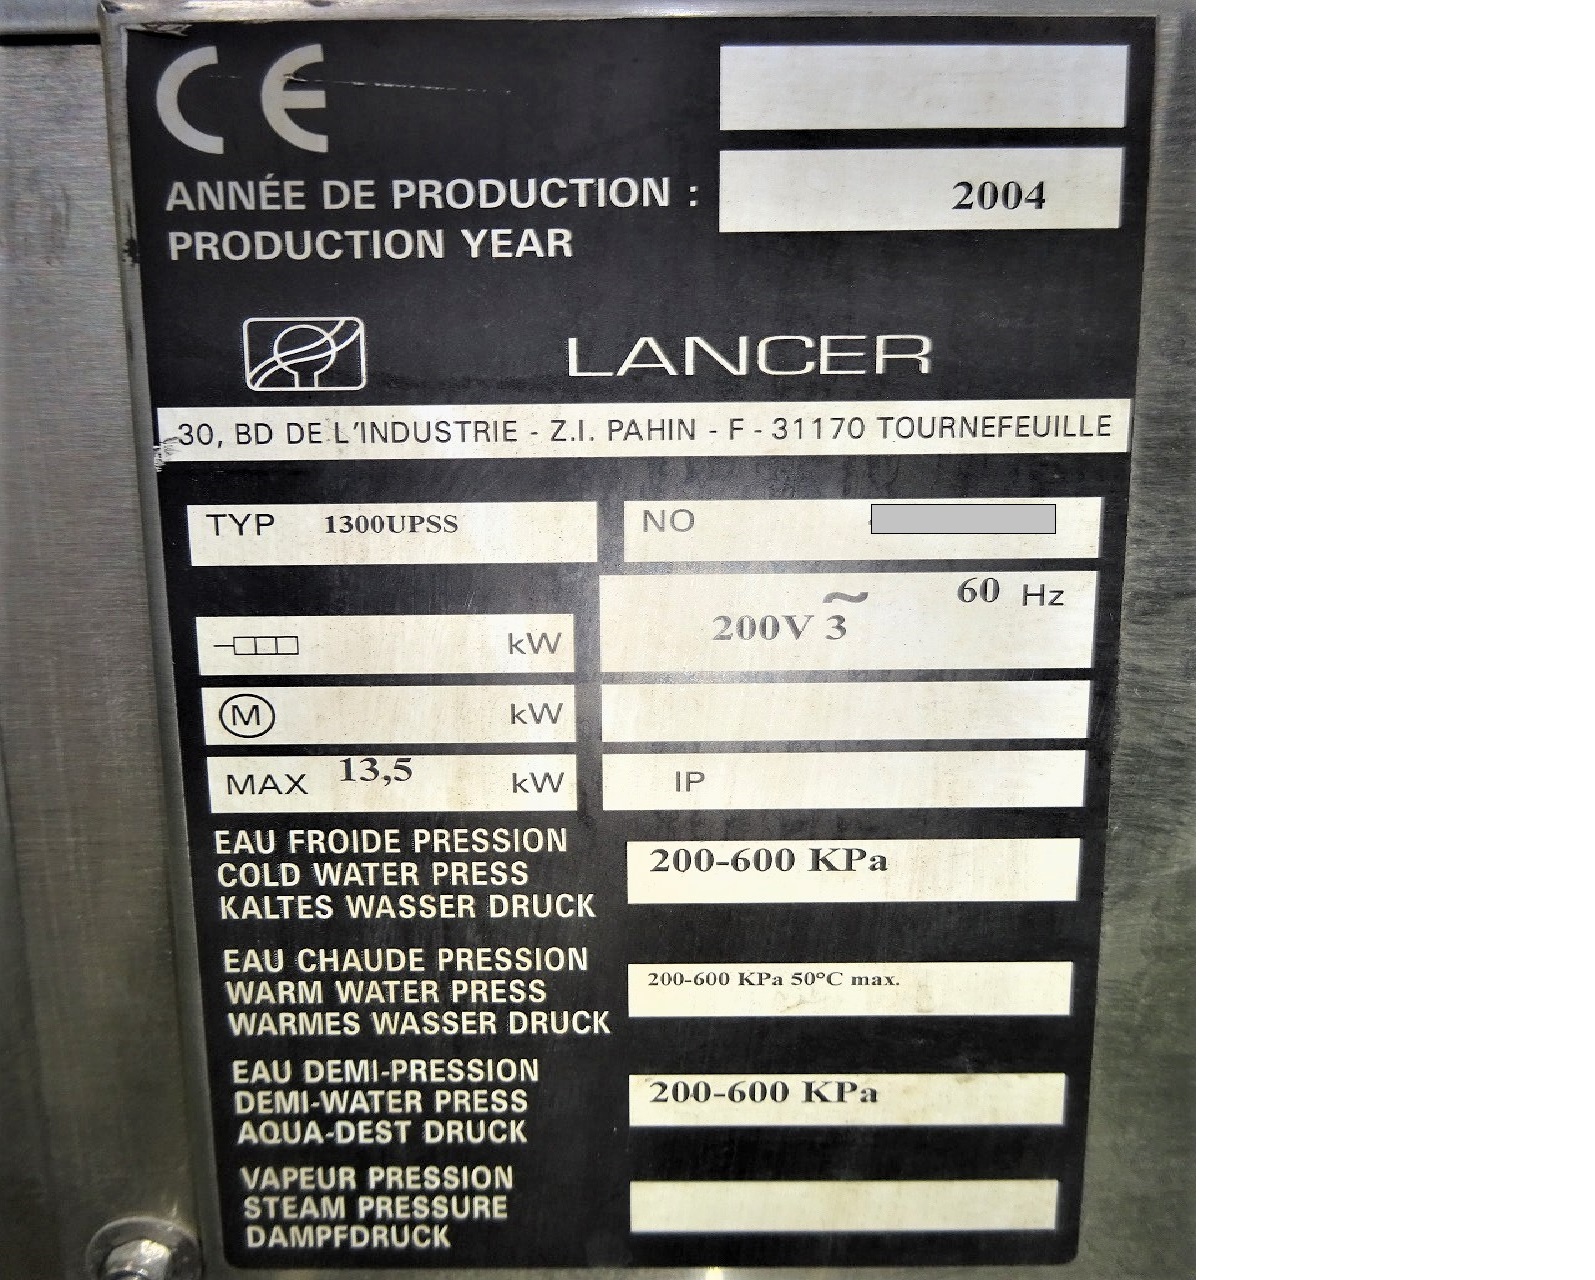 CE
ANNÉE DE PRODUCTION : 2004
PRODUCTION YEAR
LANCER
30, BD DE L'INDUSTRIE - Z.I. PAHIN - F - 31170 TOURNEFEUILLE
TYP 1300UPSS NO
60 Hz
200V 3~
kW
M kW
MAX 13,5 kW IP
EAU FROIDE PRESSION
COLD WATER PRESS
KALTES WASSER DRUCK
200-600 KPa
EAU CHAUDE PRESSION
WARM WATER PRESS
WARMES WASSER DRUCK
200-600 KPa 50°C max.
EAU DEMI-PRESSION
DEMI-WATER PRESS
AQUA-DEST DRUCK
200-600 KPa
VAPEUR PRESSION
STEAM PRESSURE
DAMPFDRUCK